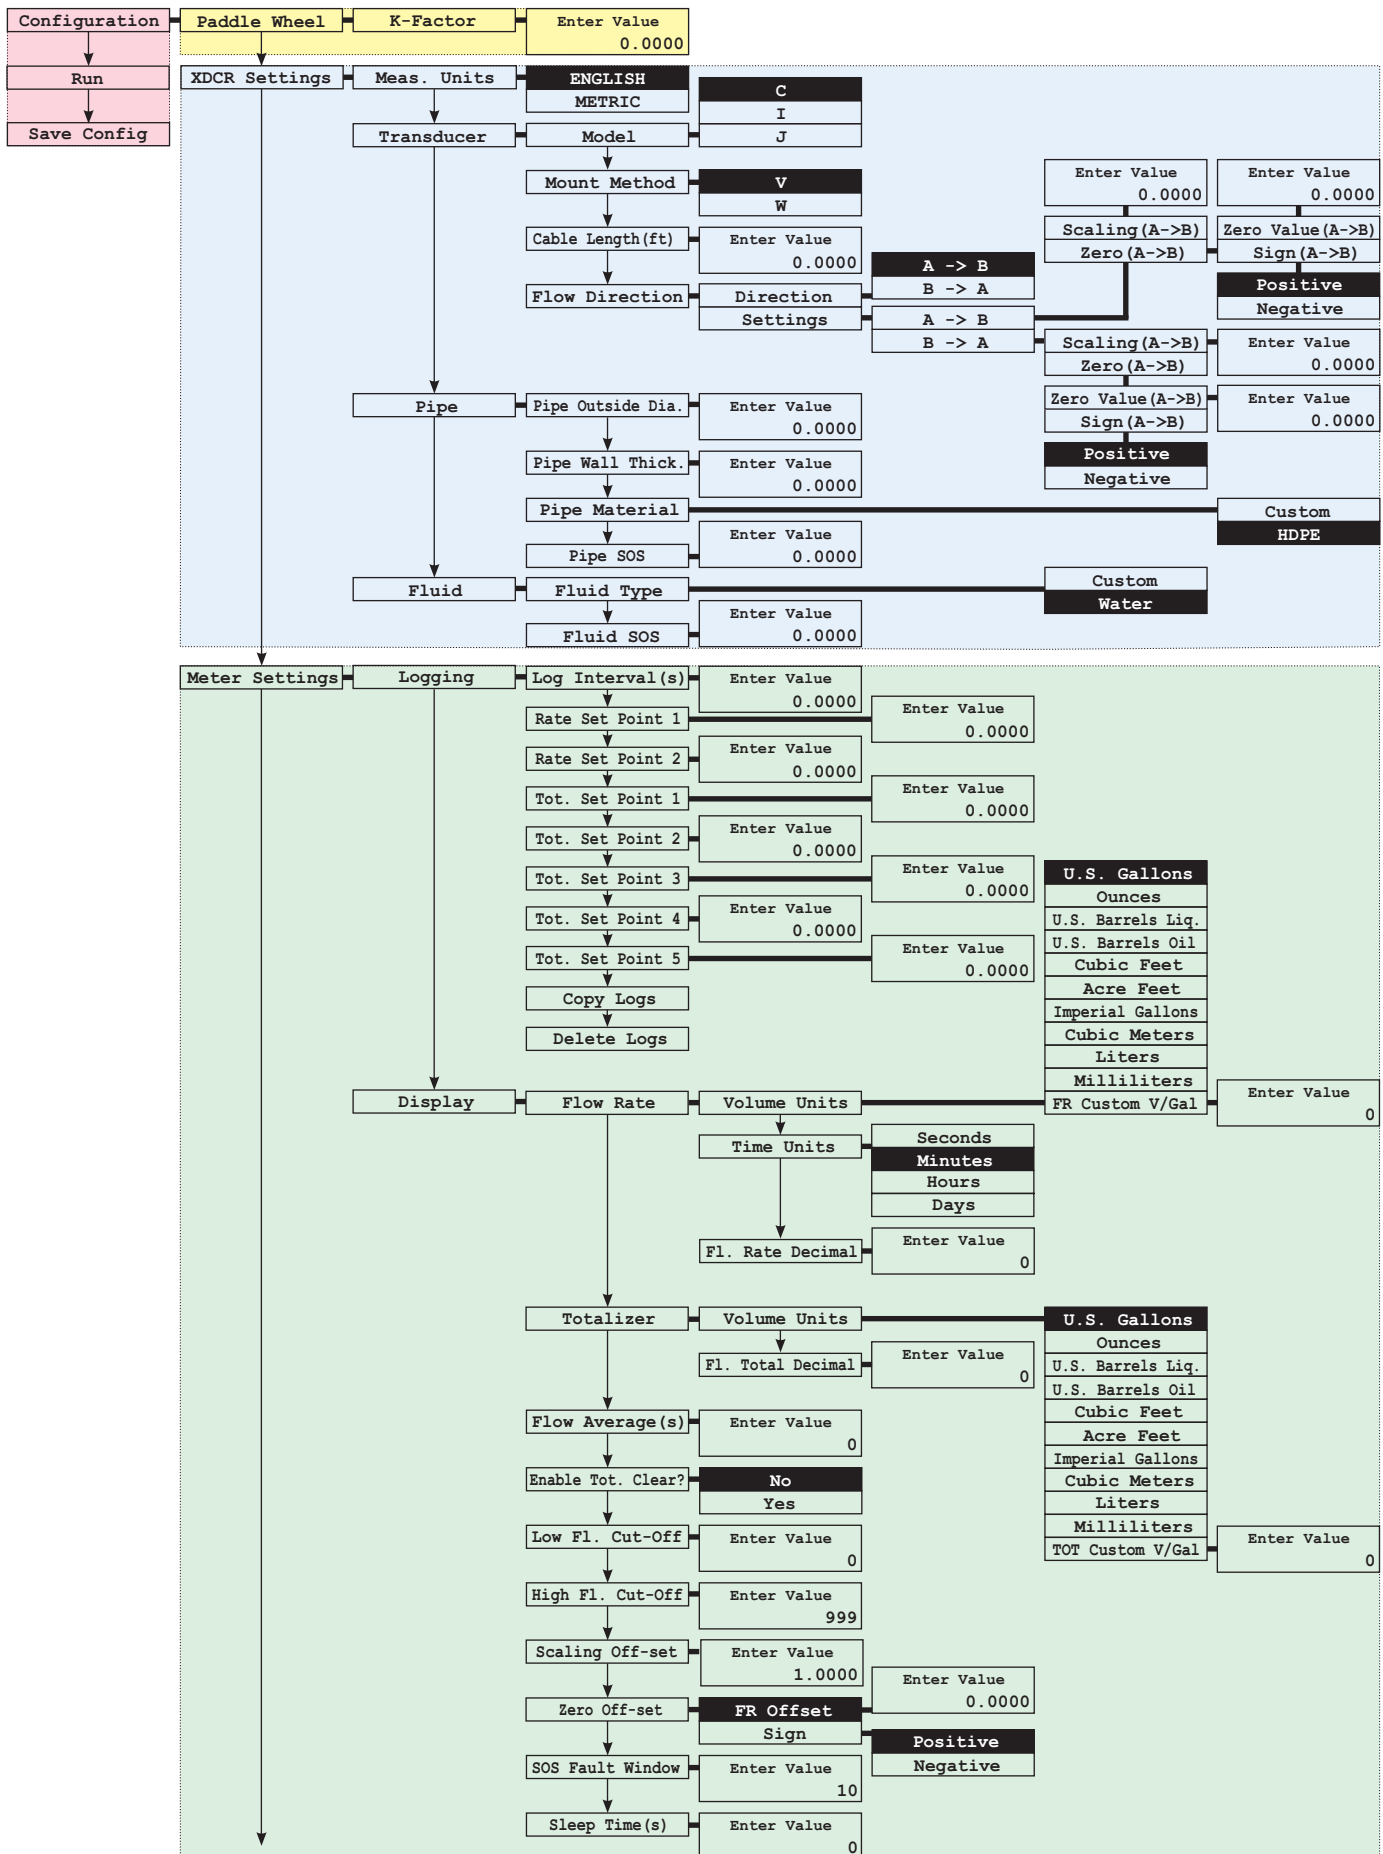 Configuration
Paddle Wheel
K-Factor
Enter Value
0.0000
Run
Save Config
XDCR Settings
Meas. Units
ENGLISH
METRIC
Transducer
Model
C
I
J
Mount Method
V
W
Cable Length(ft)
Enter Value
0.0000
Flow Direction
Direction
Settings
A -> B
B -> A
A -> B
B -> A
Enter Value
0.0000
Scaling(A->B)
Zero(A->B)
Enter Value
0.0000
Zero Value(A->B)
Sign(A->B)
Positive
Negative
Scaling(A->B)
Zero(A->B)
Enter Value
0.0000
Zero Value(A->B)
Sign(A->B)
Enter Value
0.0000
Positive
Negative
Pipe
Pipe Outside Dia.
Enter Value
0.0000
Pipe Wall Thick.
Enter Value
0.0000
Pipe Material
Custom
HDPE
Pipe SOS
Enter Value
0.0000
Fluid
Fluid Type
Custom
Water
Fluid SOS
Enter Value
0.0000
Meter Settings
Logging
Log Interval(s)
Enter Value
0.0000
Rate Set Point 1
Enter Value
0.0000
Rate Set Point 2
Enter Value
0.0000
Tot. Set Point 1
Enter Value
0.0000
Tot. Set Point 2
Enter Value
0.0000
Tot. Set Point 3
Enter Value
0.0000
Tot. Set Point 4
Enter Value
0.0000
Tot. Set Point 5
Enter Value
0.0000
Copy Logs
Delete Logs
Display
Flow Rate
Volume Units
U.S. Gallons
Ounces
U.S. Barrels Liq.
U.S. Barrels Oil
Cubic Feet
Acre Feet
Imperial Gallons
Cubic Meters
Liters
Milliliters
FR Custom V/Gal
Enter Value
0
Time Units
Seconds
Minutes
Hours
Days
Fl. Rate Decimal
Enter Value
0
Totalizer
Volume Units
U.S. Gallons
Ounces
U.S. Barrels Liq.
U.S. Barrels Oil
Cubic Feet
Acre Feet
Imperial Gallons
Cubic Meters
Liters
Milliliters
TOT Custom V/Gal
Enter Value
0
Fl. Total Decimal
Enter Value
0
Flow Average(s)
Enter Value
0
Enable Tot. Clear?
No
Yes
Low Fl. Cut-Off
Enter Value
0
High Fl. Cut-Off
Enter Value
999
Scaling Off-set
Enter Value
1.0000
Zero Off-set
FR Offset
Sign
Enter Value
0.0000
Positive
Negative
SOS Fault Window
Enter Value
10
Sleep Time(s)
Enter Value
0